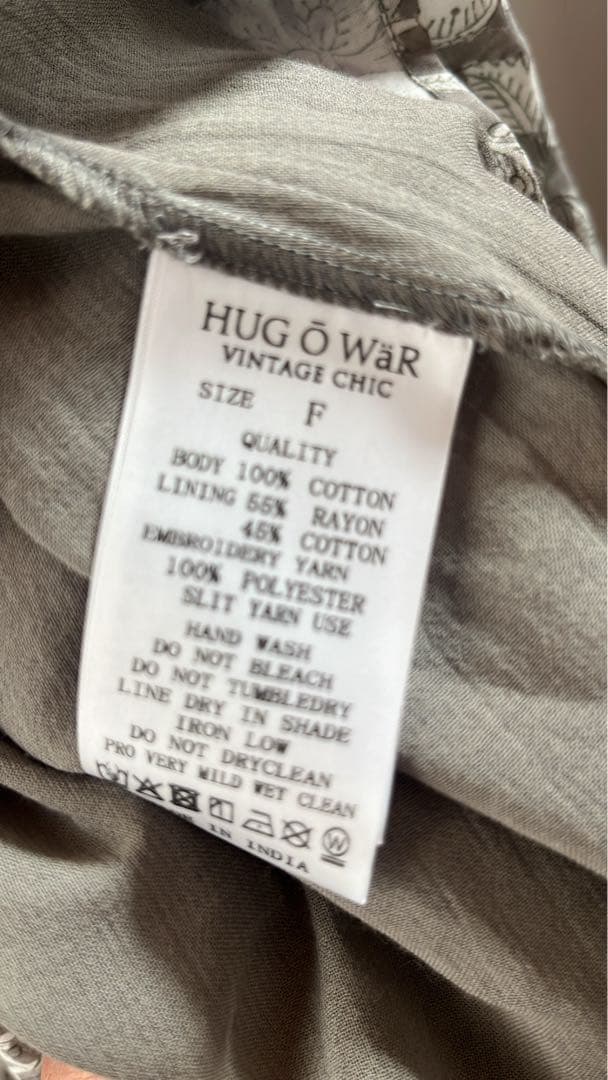 HUG Ō WäR
VINTAGE CHIC
SIZE F
QUALITY
BODY 100% COTTON
LINING 55% RAYON
45% COTTON
EMBROIDERY YARN
100% POLYESTER
SLIT YARN USE
HAND WASH
DO NOT BLEACH
DO NOT TUMBLEDRY
LINE DRY IN SHADE
IRON LOW
DO NOT DRYCLEAN
PRO VERY MILD WET CLEAN
W
IN INDIA